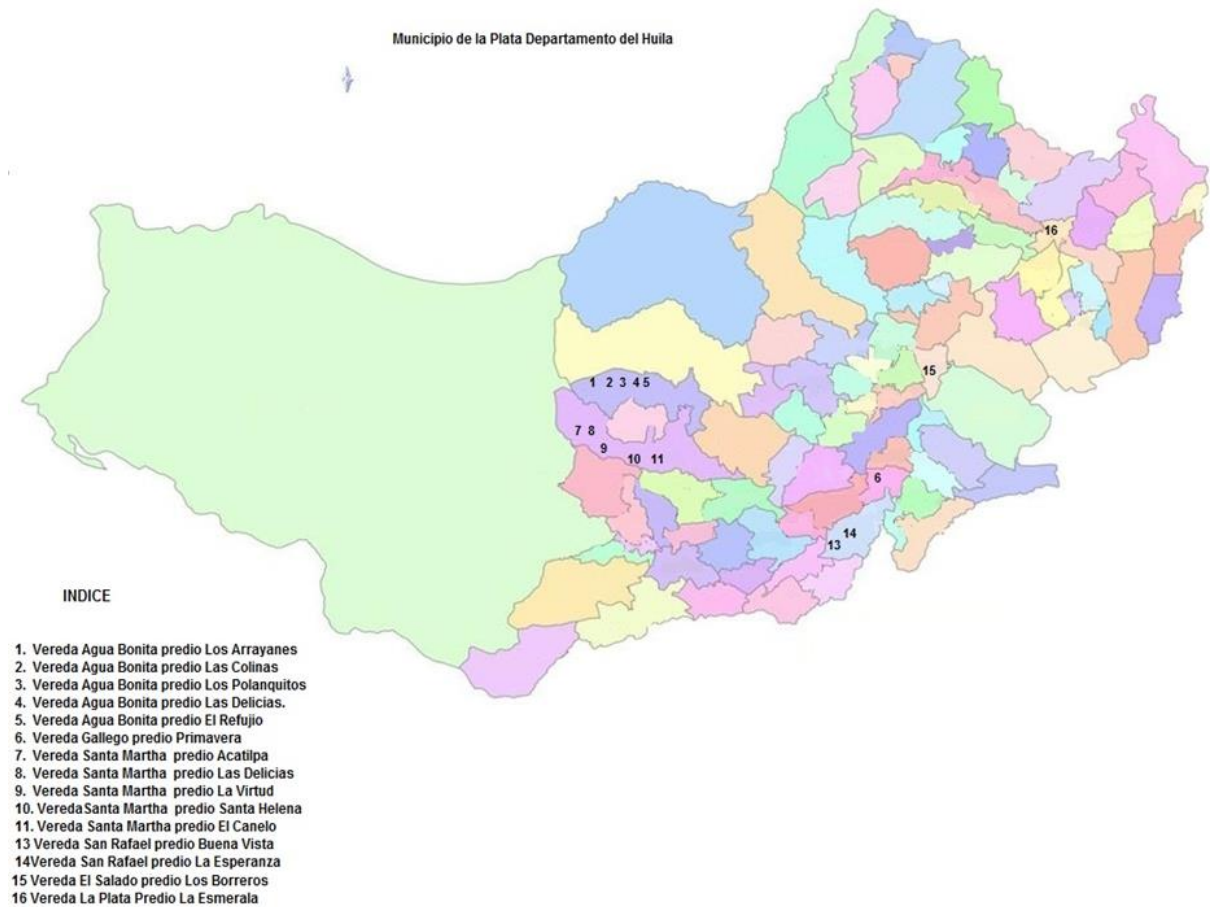 Municipio de la Plata Departamento del Huila
16
15
1 2 3 4 5
7 8
9
10 11
6
14
13
INDICE
1. Vereda Agua Bonita predio Los Arrayanes
2. Vereda Agua Bonita predio Las Colinas
3. Vereda Agua Bonita predio Los Polanquitos
4. Vereda Agua Bonita predio Las Delicias.
5. Vereda Agua Bonita predio El Refujio
6. Vereda Gallego predio Primavera
7. Vereda Santa Martha predio Acatilpa
8. Vereda Santa Martha predio Las Delicias
9. Vereda Santa Martha predio La Virtud
10. VeredaSanta Martha predio Santa Helena
11. Vereda Santa Martha predio El Canelo
13 Vereda San Rafael predio Buena Vista
14Vereda San Rafael predio La Esperanza
15 Vereda El Salado predio Los Borreros
16 Vereda La Plata Predio La Esmerala